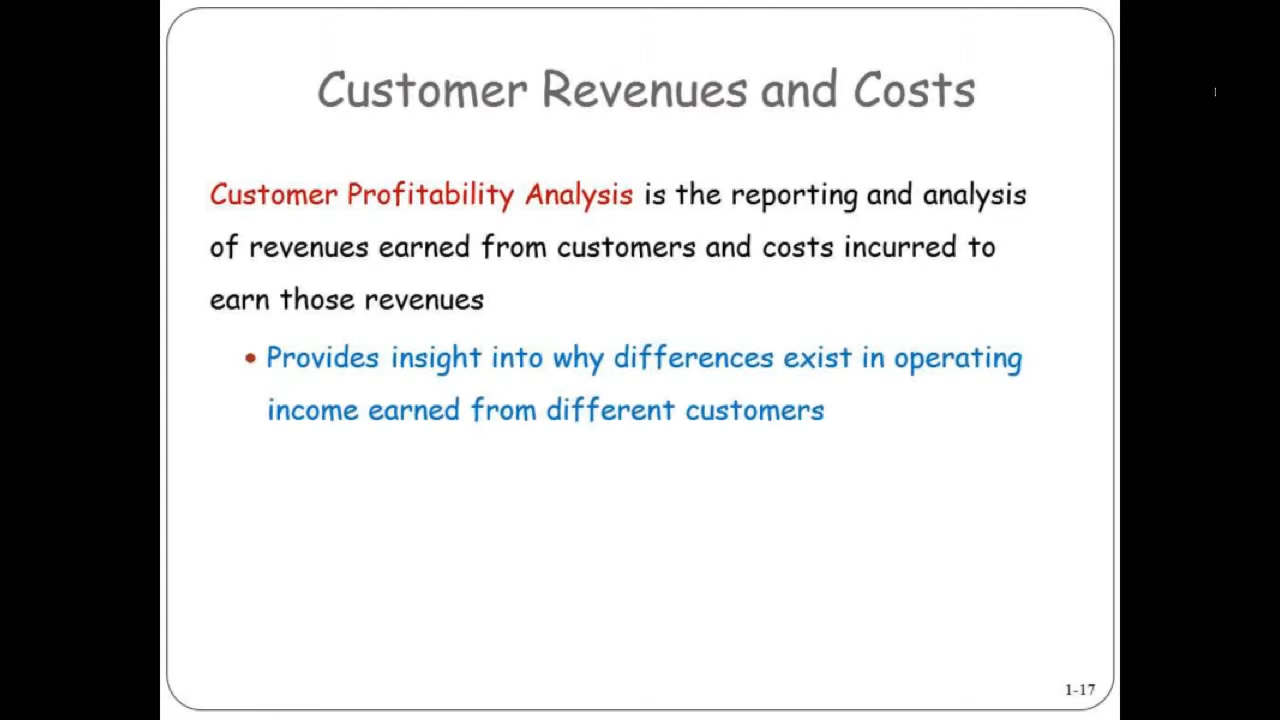 Customer Revenues and Costs
Customer Profitability Analysis is the reporting and analysis
of revenues earned from customers and costs incurred to
earn those revenues
• Provides insight into why differences exist in operating
income earned from different customers
1-17